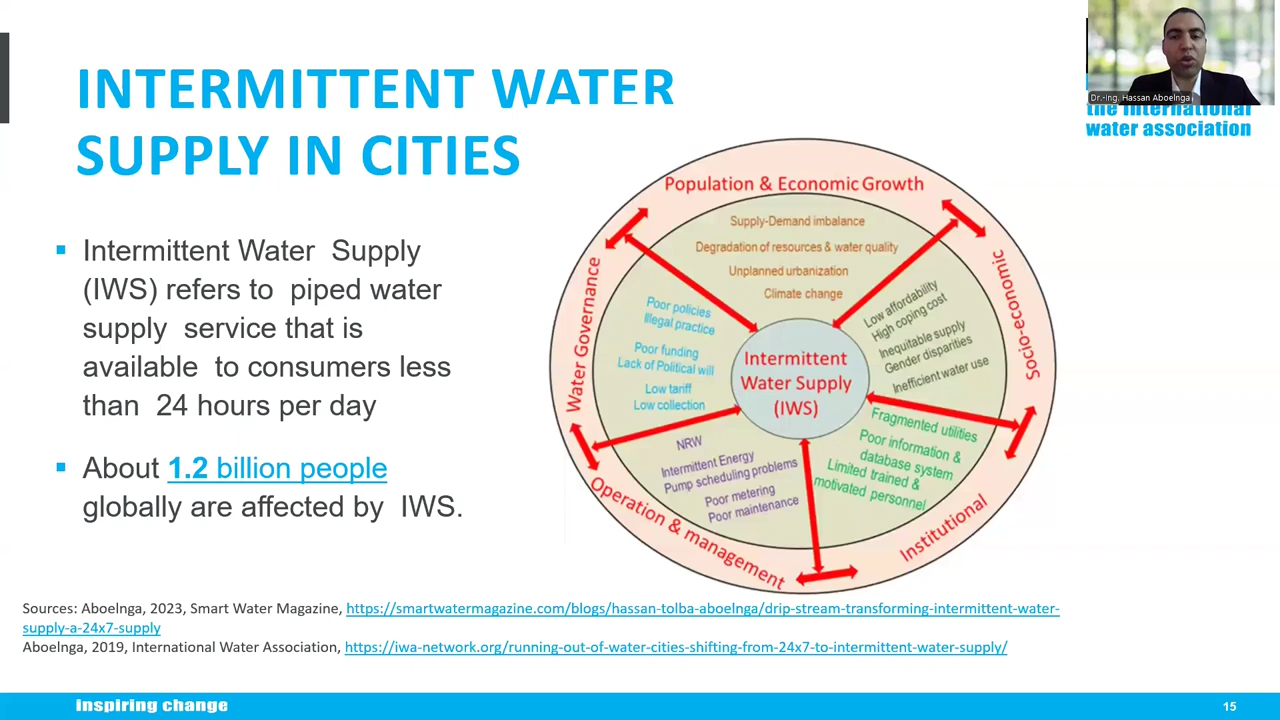 INTERMITTENT WATER
SUPPLY IN CITIES
Dr.-Ing. Hassan Aboelnga
the international
water association
▪ Intermittent Water Supply
(IWS) refers to piped water
supply service that is
available to consumers less
than 24 hours per day
▪ About 1.2 billion people
globally are affected by IWS.
Population & Economic Growth
Supply-Demand imbalance
Degradation of resources & water quality
Unplanned urbanization
Climate change
Socio-economic
Low affordability
High coping cost
Inequitable supply
Gender disparities
Inefficient water use
Institutional
Fragmented utilities
Poor information &
database system
Limited trained &
motivated personnel
Operation & management
NRW
Intermittent Energy
Pump scheduling problems
Poor metering
Poor maintenance
Water Governance
Poor policies
Illegal practice
Poor funding
Lack of Political will
Low tariff
Low collection
Intermittent
Water Supply
(IWS)
Sources: Aboelnga, 2023, Smart Water Magazine, https://smartwatermagazine.com/blogs/hassan-tolba-aboelnga/drip-stream-transforming-intermittent-water-
supply-a-24x7-supply
Aboelnga, 2019, International Water Association, https://iwa-network.org/running-out-of-water-cities-shifting-from-24x7-to-intermittent-water-supply/
inspiring change
15